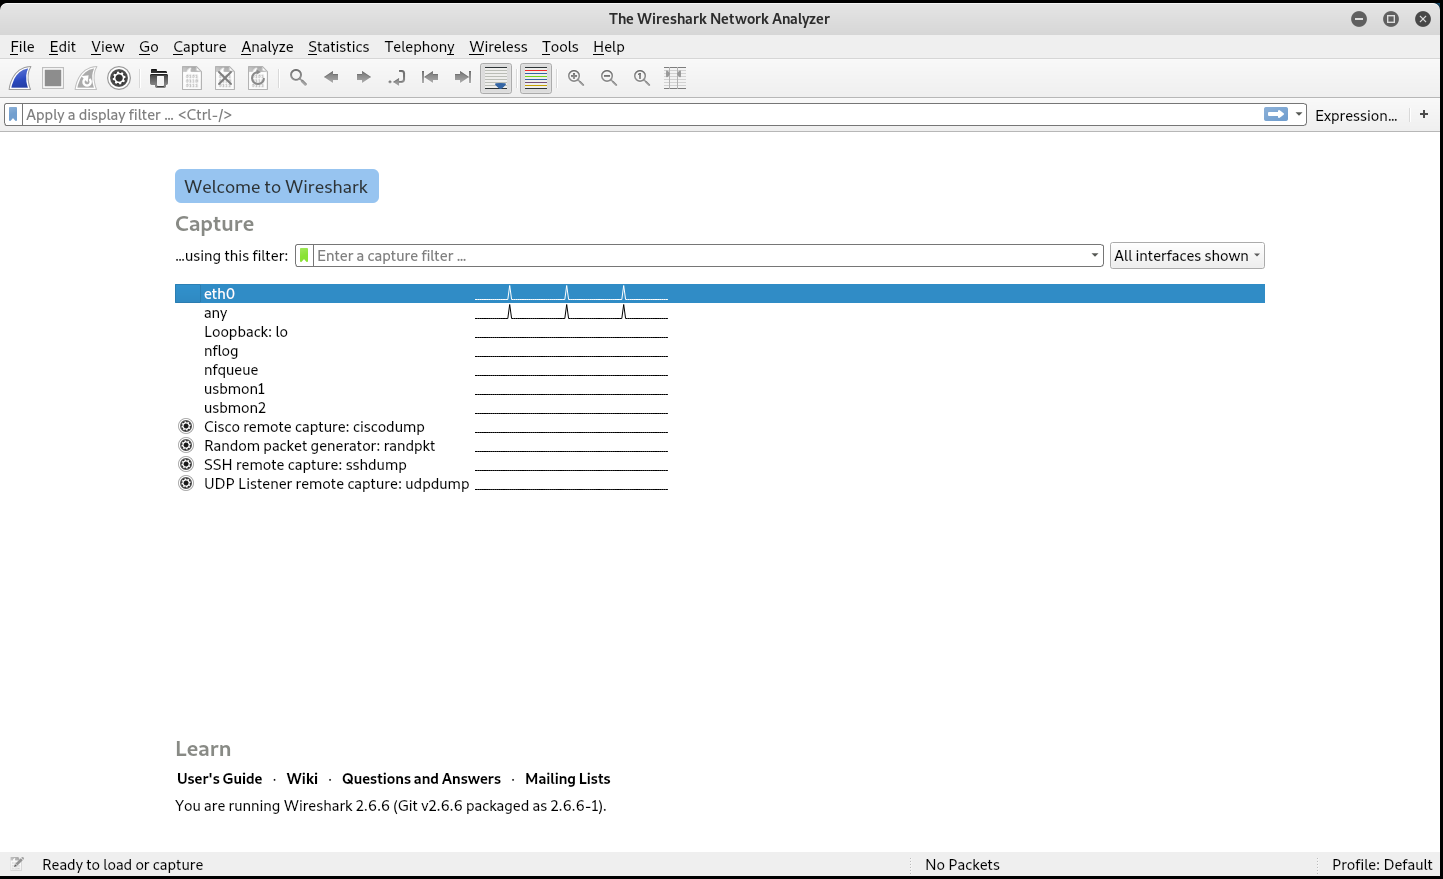 The Wireshark Network Analyzer
File Edit View Go Capture Analyze Statistics Telephony Wireless Tools Help
Apply a display filter ... <Ctrl-/> Expression... +
Welcome to Wireshark
Capture
...using this filter: Enter a capture filter ... All interfaces shown
eth0
any
Loopback: lo
nflog
nfqueue
usbmon1
usbmon2
Cisco remote capture: ciscodump
Random packet generator: randpkt
SSH remote capture: sshdump
UDP Listener remote capture: udpdump
Learn
User's Guide · Wiki · Questions and Answers · Mailing Lists
You are running Wireshark 2.6.6 (Git v2.6.6 packaged as 2.6.6-1).
Ready to load or capture No Packets Profile: Default